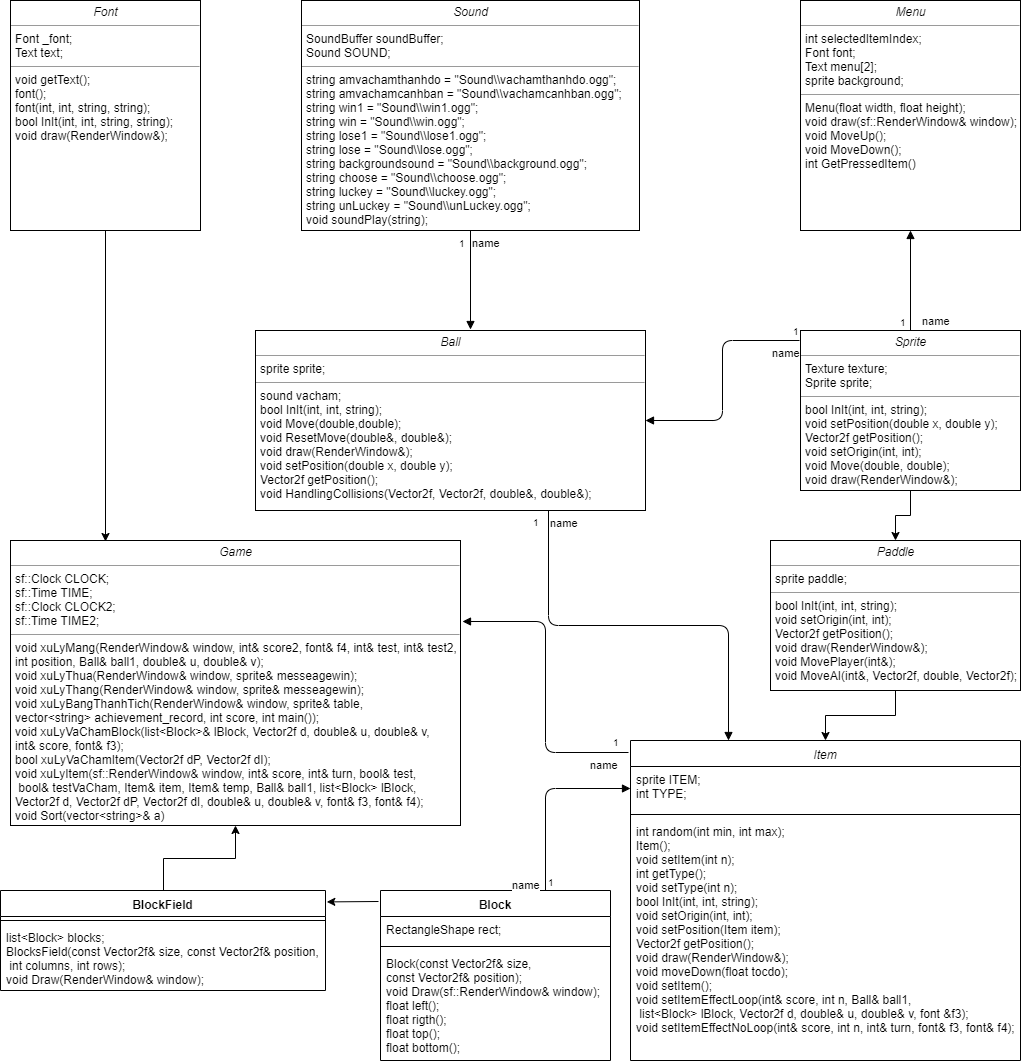 Font
Font _font;
Text text;
void getText();
font();
font(int, int, string, string);
bool InIt(int, int, string, string);
void draw(RenderWindow&);
Sound
SoundBuffer soundBuffer;
Sound SOUND;
string amvachamthanhdo = "Sound\\vachamthanhdo.ogg";
string amvachamcanhban = "Sound\\vachamcanhban.ogg";
string win1 = "Sound\\win1.ogg";
string win = "Sound\\win.ogg";
string lose1 = "Sound\\lose1.ogg";
string lose = "Sound\\lose.ogg";
string backgroundsound = "Sound\\background.ogg";
string choose = "Sound\\choose.ogg";
string luckey = "Sound\\luckey.ogg";
string unLuckey = "Sound\\unLuckey.ogg";
void soundPlay(string);
Menu
int selectedItemIndex;
Font font;
Text menu[2];
sprite background;
Menu(float width, float height);
void draw(sf::RenderWindow& window);
void MoveUp();
void MoveDown();
int GetPressedItem()
1 name
1 name
Ball
sprite sprite;
sound vacham;
bool InIt(int, int, string);
void Move(double,double);
void ResetMove(double&, double&);
void draw(RenderWindow&);
void setPosition(double x, double y);
Vector2f getPosition();
void HandlingCollisions(Vector2f, Vector2f, double&, double&);
1
name
Sprite
Texture texture;
Sprite sprite;
bool InIt(int, int, string);
void setPosition(double x, double y);
Vector2f getPosition();
void setOrigin(int, int);
void Move(double, double);
void draw(RenderWindow&);
1 name
Game
sf::Clock CLOCK;
sf::Time TIME;
sf::Clock CLOCK2;
sf::Time TIME2;
void xuLyMang(RenderWindow& window, int& score2, font& f4, int& test, int& test2,
int position, Ball& ball1, double& u, double& v);
void xuLyThua(RenderWindow& window, sprite& messeagewin);
void xuLyThang(RenderWindow& window, sprite& messeagewin);
void xuLyBangThanhTich(RenderWindow& window, sprite& table,
vector<string> achievement_record, int score, int main());
void xuLyVaChamBlock(list<Block>& lBlock, Vector2f d, double& u, double& v,
int& score, font& f3);
bool xuLyVaChamItem(Vector2f dP, Vector2f dI);
void xuLyItem(sf::RenderWindow& window, int& score, int& turn, bool& test,
bool& testVaCham, Item& item, Item& temp, Ball& ball1, list<Block> lBlock,
Vector2f d, Vector2f dP, Vector2f dI, double& u, double& v, font& f3, font& f4);
void Sort(vector<string>& a)
Paddle
sprite paddle;
bool InIt(int, int, string);
void setOrigin(int, int);
Vector2f getPosition();
void draw(RenderWindow&);
void MovePlayer(int&);
void MoveAI(int&, Vector2f, double, Vector2f);
1
name
Item
sprite ITEM;
int TYPE;
int random(int min, int max);
Item();
void setItem(int n);
int getType();
void setType(int n);
bool InIt(int, int, string);
void setOrigin(int, int);
void setPosition(Item item);
Vector2f getPosition();
void draw(RenderWindow&);
void moveDown(float tocdo);
void setItem();
void setItemEffectLoop(int& score, int n, Ball& ball1,
list<Block> lBlock, Vector2f d, double& u, double& v, font &f3);
void setItemEffectNoLoop(int& score, int n, int& turn, font& f3, font& f4);
name 1
BlockField
list<Block> blocks;
BlocksField(const Vector2f& size, const Vector2f& position,
int columns, int rows);
void Draw(RenderWindow& window);
Block
RectangleShape rect;
Block(const Vector2f& size,
const Vector2f& position);
void Draw(sf::RenderWindow& window);
float left();
float rigth();
float top();
float bottom();